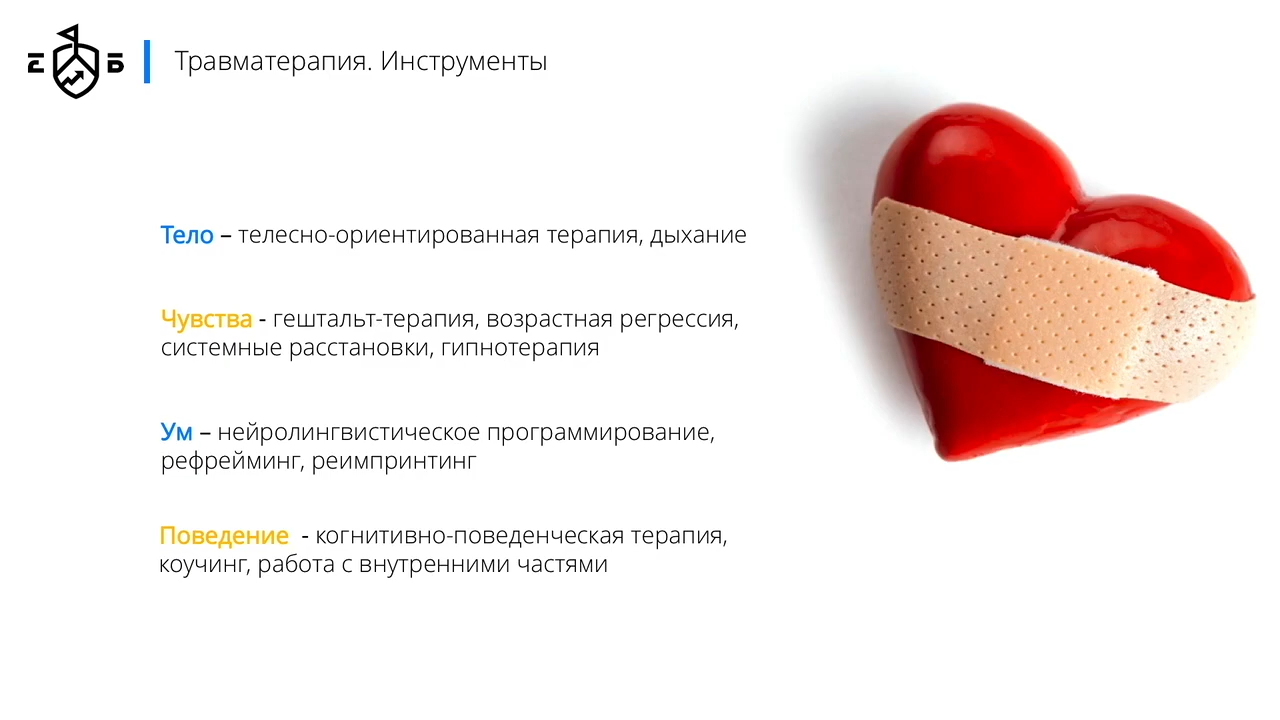 Е Б
Травматерапия. Инструменты
Тело – телесно-ориентированная терапия, дыхание
Чувства - гештальт-терапия, возрастная регрессия,
системные расстановки, гипнотерапия
Ум – нейролингвистическое программирование,
рефрейминг, реимпринтинг
Поведение - когнитивно-поведенческая терапия,
коучинг, работа с внутренними частями